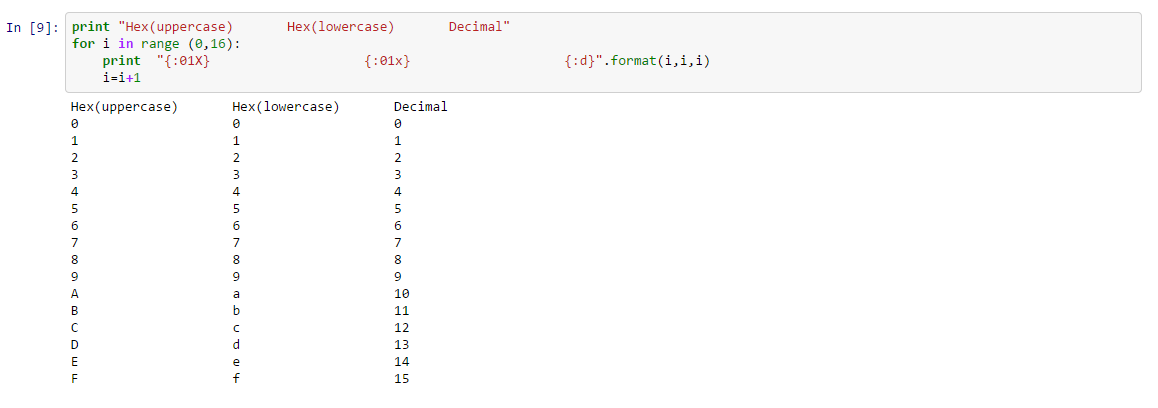 In [9]: print "Hex(uppercase)       Hex(lowercase)       Decimal"
for i in range (0,16):
    print  "{:01X}                    {:01x}                    {:d}".format(i,i,i)
    i=i+1
Hex(uppercase)       Hex(lowercase)       Decimal
0                    0                    0
1                    1                    1
2                    2                    2
3                    3                    3
4                    4                    4
5                    5                    5
6                    6                    6
7                    7                    7
8                    8                    8
9                    9                    9
A                    a                    10
B                    b                    11
C                    c                    12
D                    d                    13
E                    e                    14
F                    f                    15